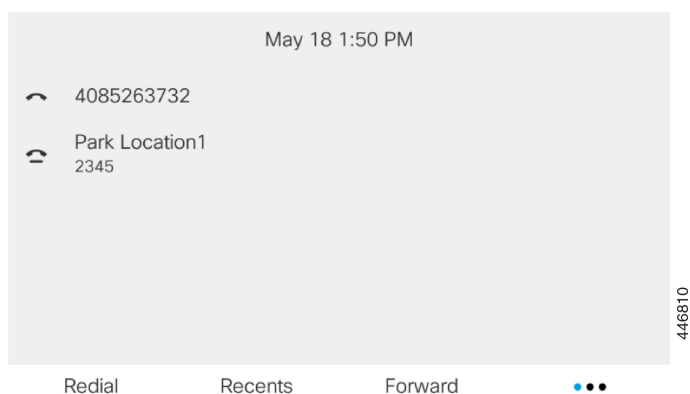 May 18 1:50 PM
4085263732
Park Location1
2345
446810
Redial Recents Forward